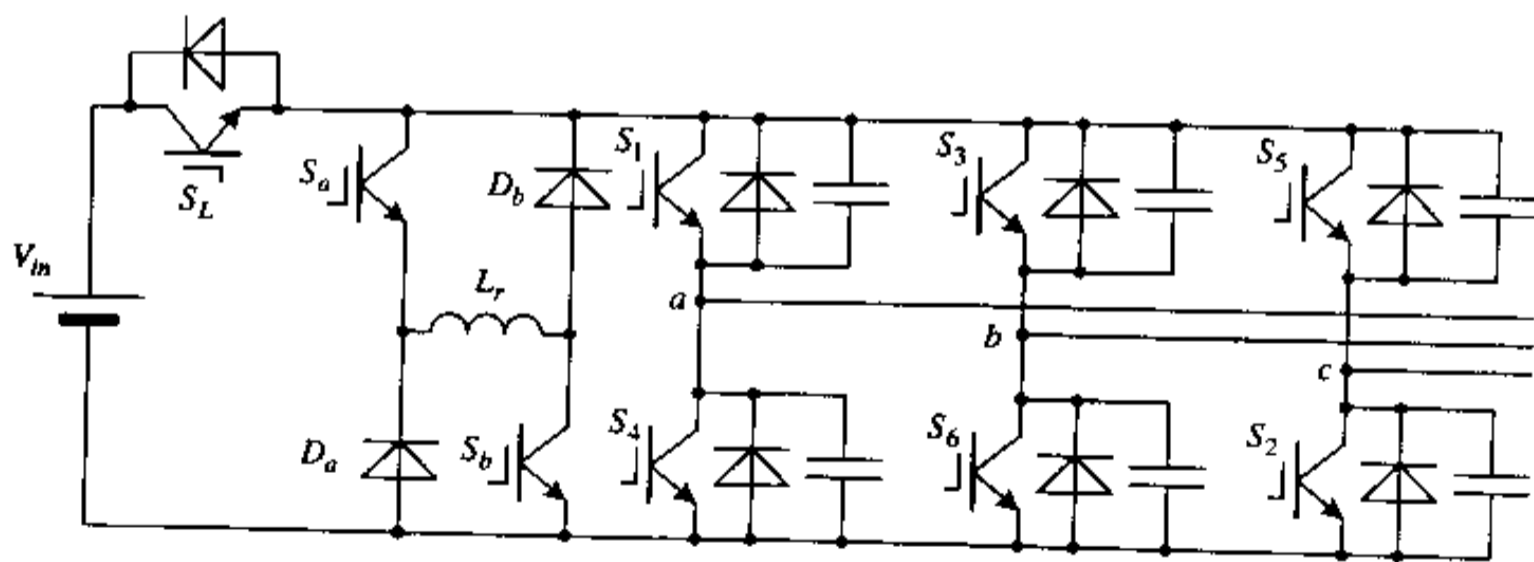 S_L
S_a
D_b
S_1
S_3
S_5
V_in
L_r
a
b
c
D_a
S_b
S_4
S_6
S_2